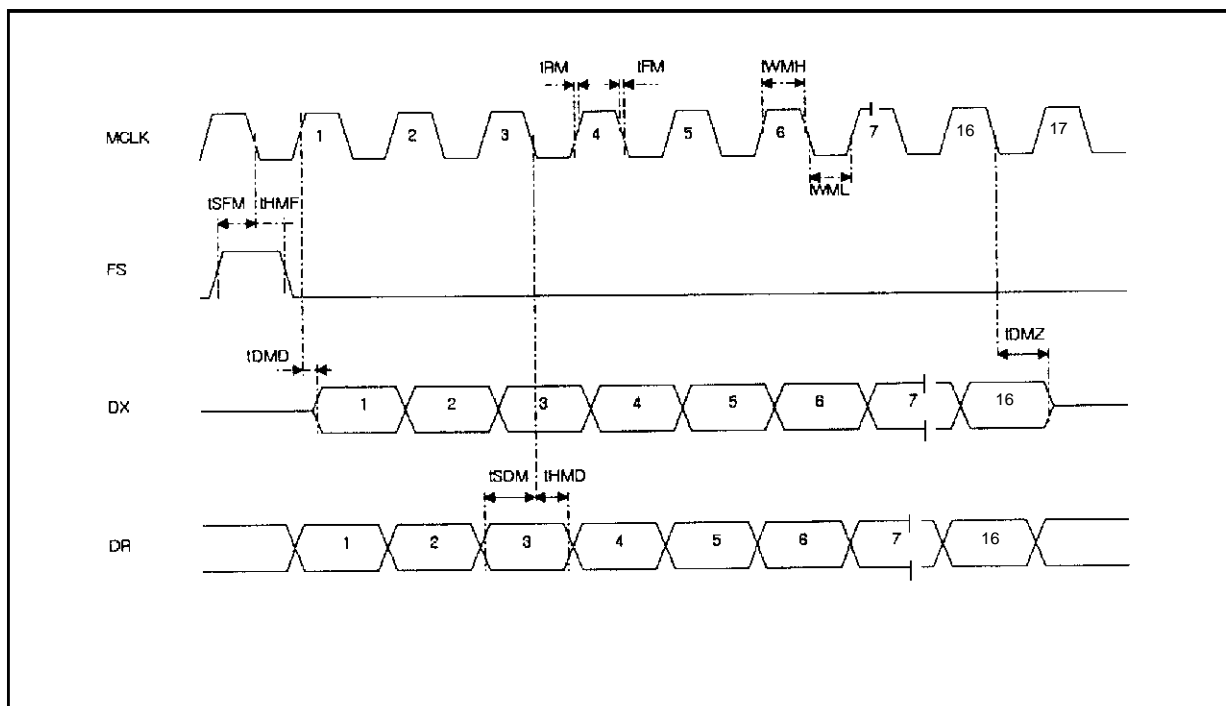 tRM tFM tWMH
MCLK 1 2 3 4 5 6 7 16 17
tWML
tSFM tHMF
FS
tDMD tDMZ
DX 1 2 3 4 5 6 7 16
tSDM tHMD
DR 1 2 3 4 5 6 7 16